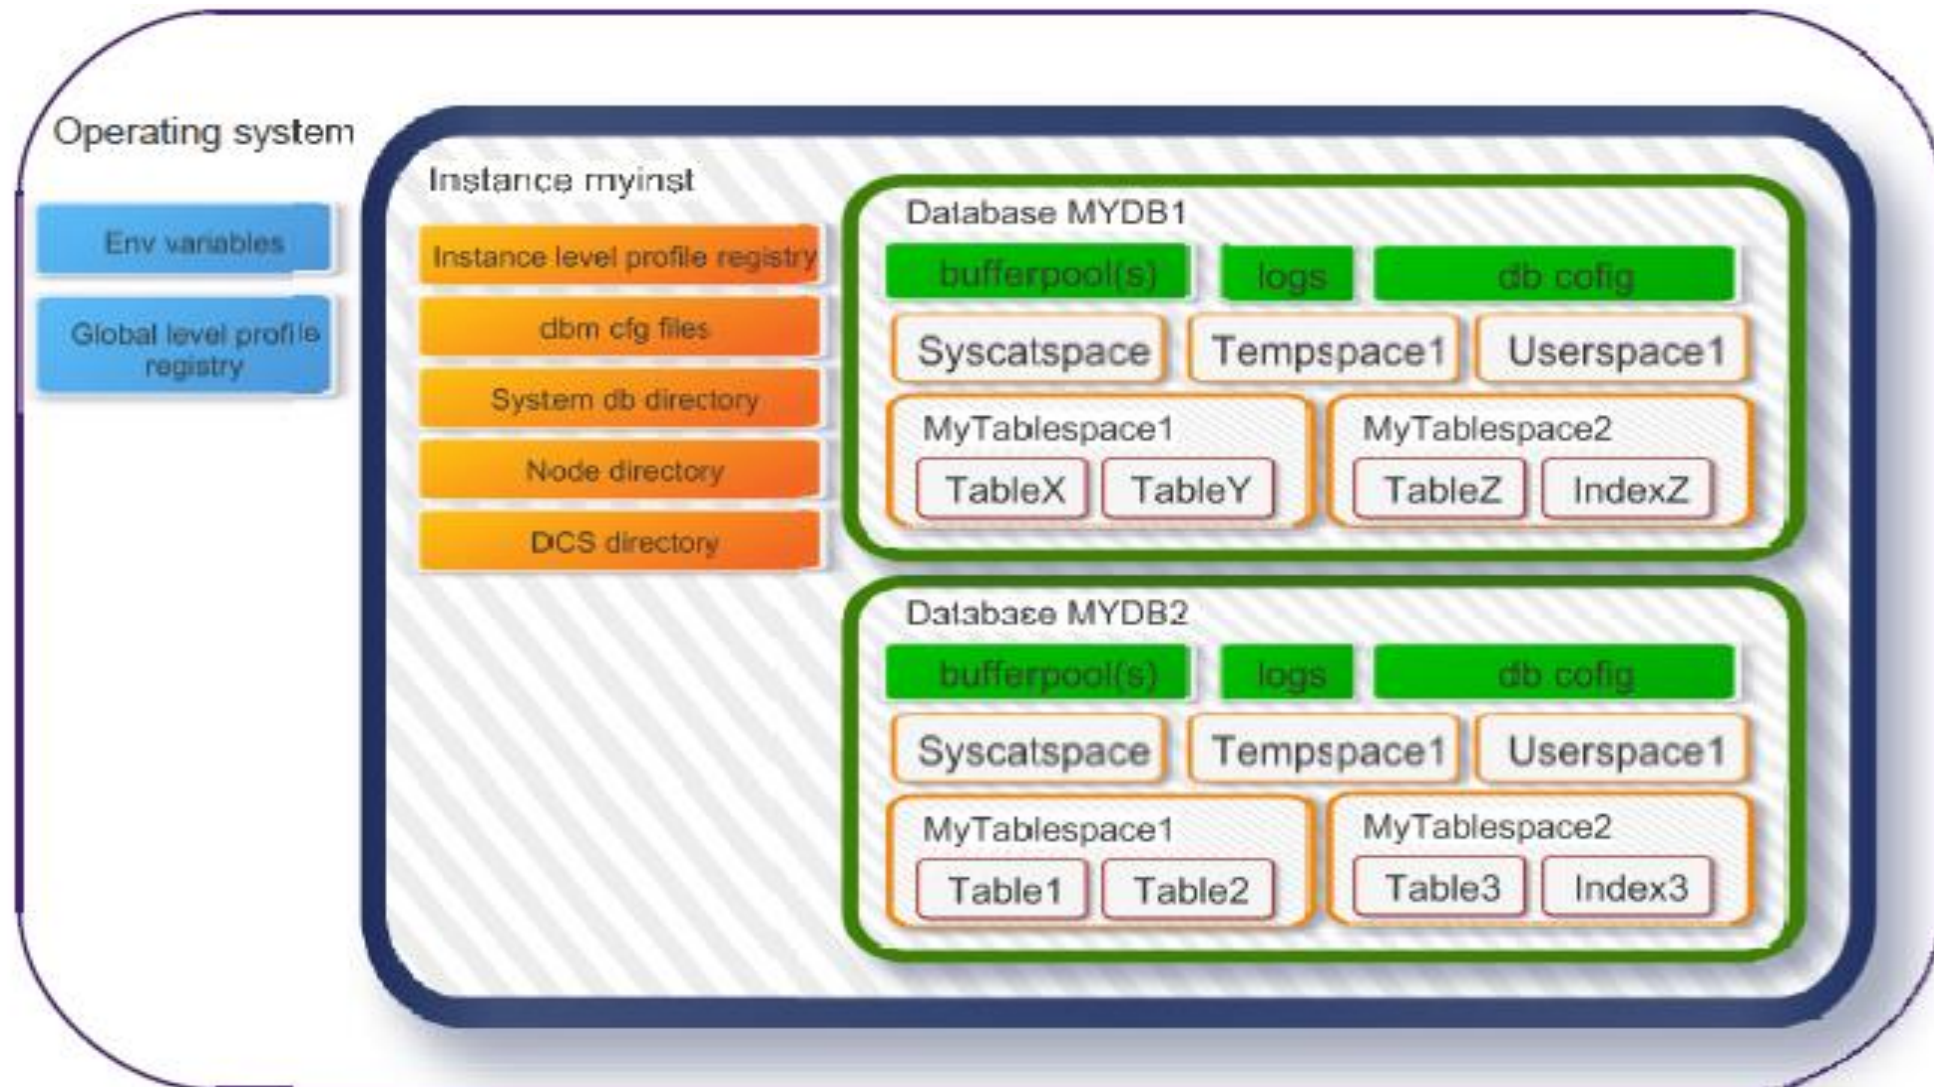 Operating system
Env variables
Global level profile
registry
Instance myinst
Instance level profile registry
dbm cfg files
System db directory
Node directory
DCS directory
Database MYDB1
bufferpool(s) logs db cofig
Syscatspace Tempspace1 Userspace1
MyTablespace1 MyTablespace2
TableX TableY TableZ IndexZ
Database MYDB2
bufferpool(s) logs db cofig
Syscatspace Tempspace1 Userspace1
MyTablespace1 MyTablespace2
Table1 Table2 Table3 Index3